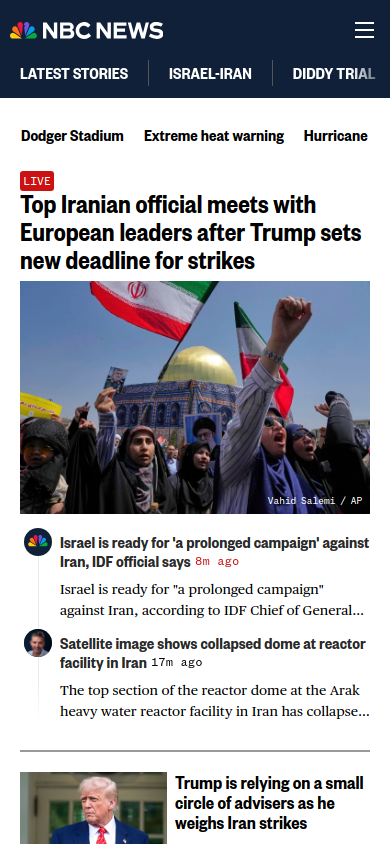 NBC NEWS
LATEST STORIES
ISRAEL-IRAN
DIDDY TRIAL
Dodger Stadium
Extreme heat warning
Hurricane
LIVE
Top Iranian official meets with
European leaders after Trump sets
new deadline for strikes
Vahid Salemi / AP
Israel is ready for 'a prolonged campaign' against
Iran, IDF official says 8m ago
Israel is ready for "a prolonged campaign"
against Iran, according to IDF Chief of General...
Satellite image shows collapsed dome at reactor
facility in Iran 17m ago
The top section of the reactor dome at the Arak
heavy water reactor facility in Iran has collapse...
Trump is relying on a small
circle of advisers as he
weighs Iran strikes